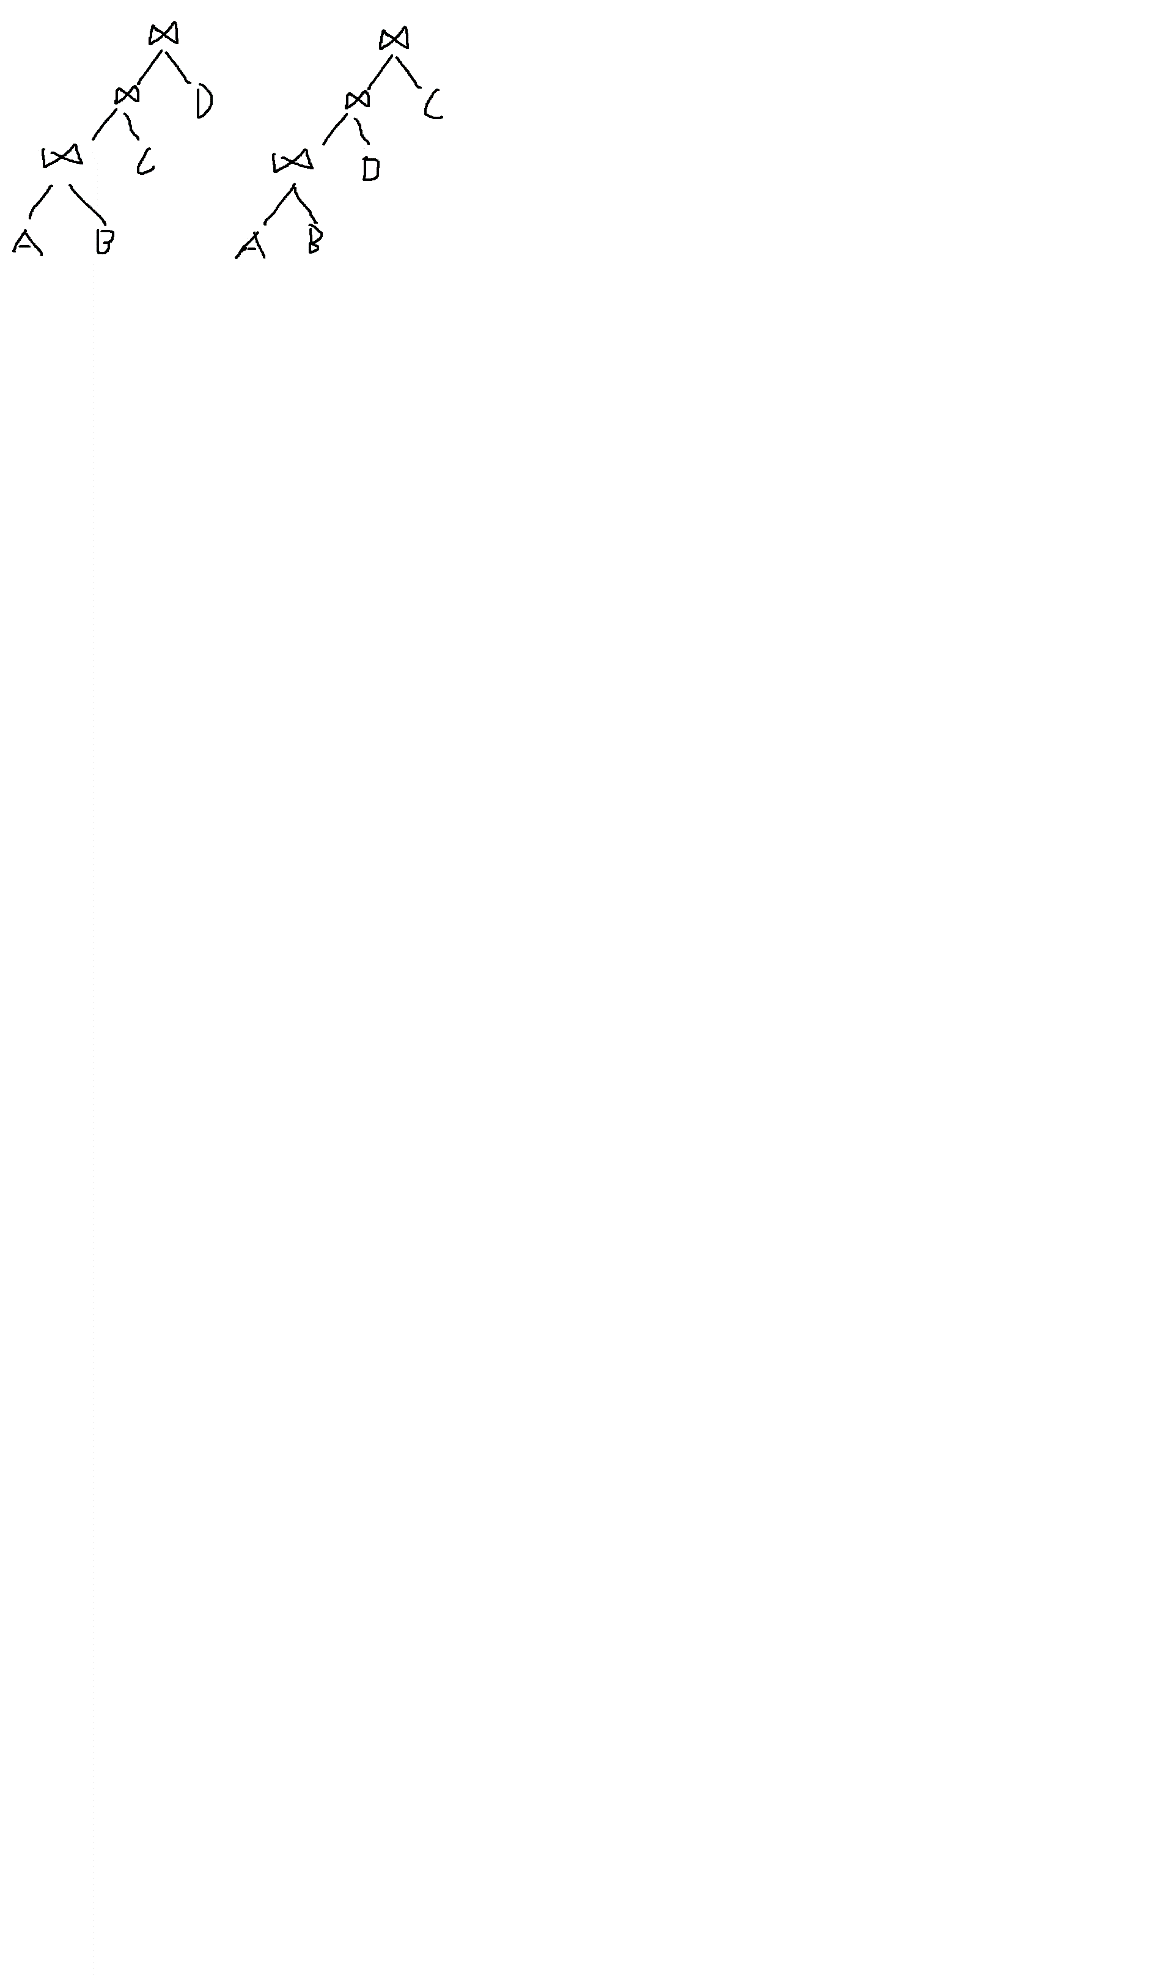 ⋈ ⋈
⋈ D ⋈ C
⋈ C ⋈ D
A B A B